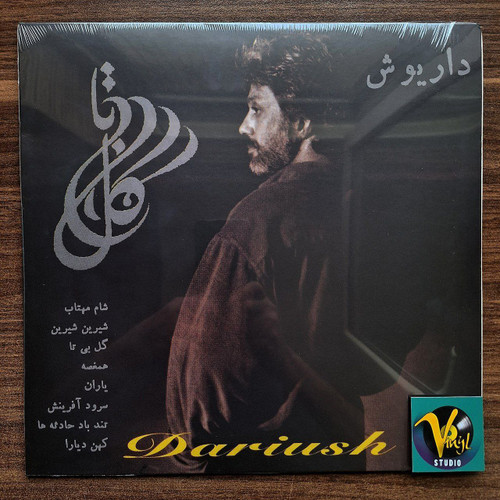 داریوش
گل بی تا
شام مهتاب
شیرین شیرین
گل بی تا
همغصه
یاران
سرود آفرینش
تند باد حادثه ها
کهن دیارا
Dariush
Vinyl
STUDIO